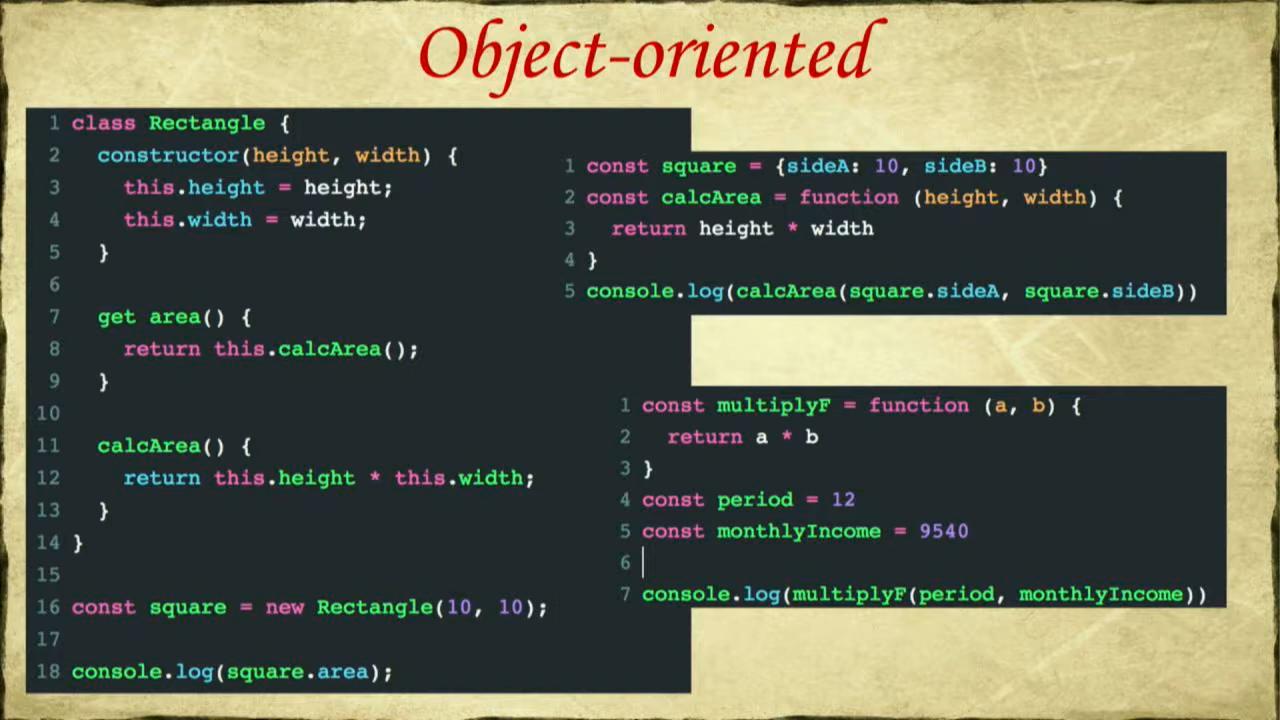 Object-oriented
1 class Rectangle {
2 constructor(height, width) {
3 this.height = height;
4 this.width = width;
5 }
6
7 get area() {
8 return this.calcArea();
9 }
10
11 calcArea() {
12 return this.height * this.width;
13 }
14 }
15
16 const square = new Rectangle(10, 10);
17
18 console.log(square.area);
1 const square = {sideA: 10, sideB: 10}
2 const calcArea = function (height, width) {
3 return height * width
4 }
5 console.log(calcArea(square.sideA, square.sideB))
1 const multiplyF = function (a, b) {
2 return a * b
3 }
4 const period = 12
5 const monthlyIncome = 9540
6
7 console.log(multiplyF(period, monthlyIncome))